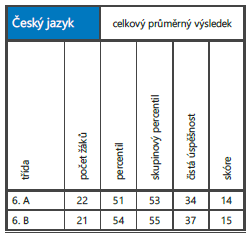 Český jazyk celkový průměrný výsledek
třída počet žáků percentil skupinový percentil čistá úspěšnost skóre
6. A 22 51 53 34 14
6. B 21 54 55 37 15